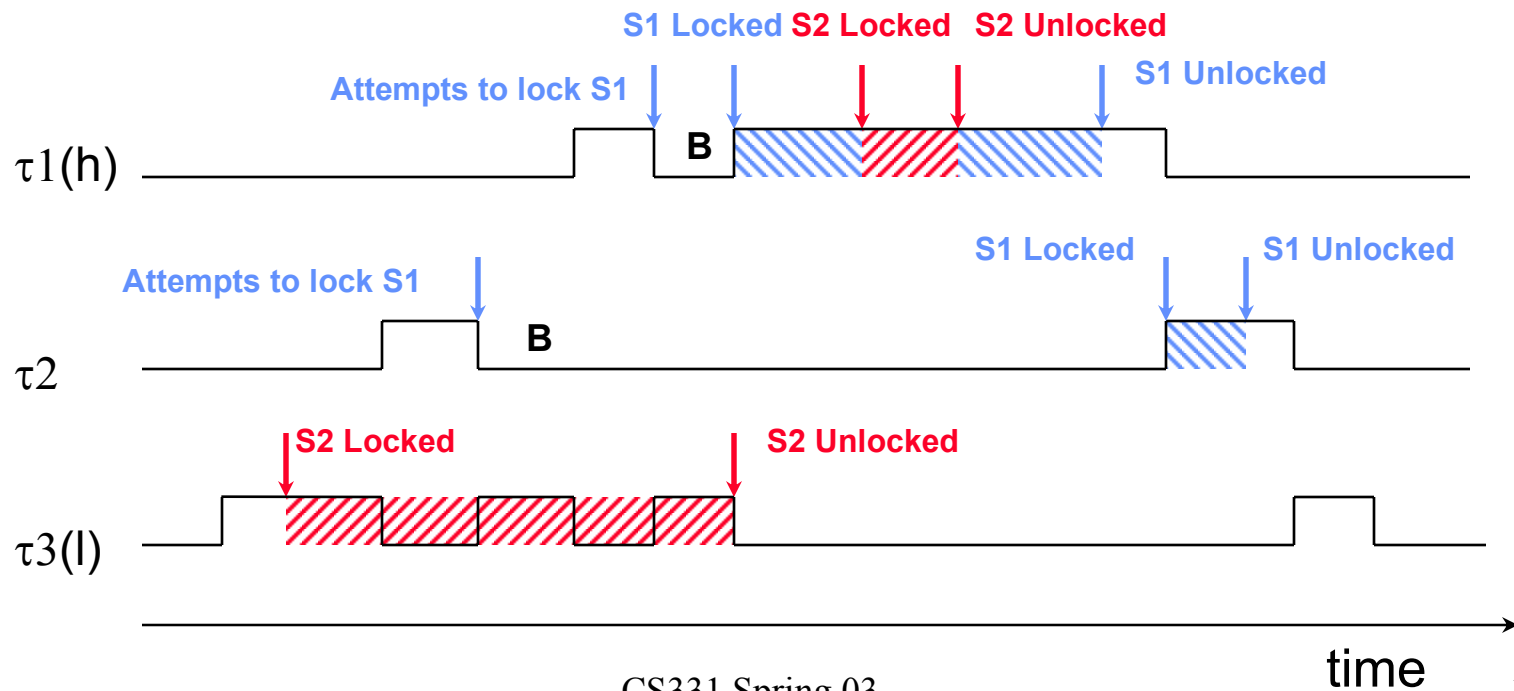 S1 Locked S2 Locked S2 Unlocked
Attempts to lock S1 S1 Unlocked
τ1(h) B
Attempts to lock S1 S1 Locked S1 Unlocked
τ2 B
S2 Locked S2 Unlocked
τ3(l)
time
CS331 Spring 03